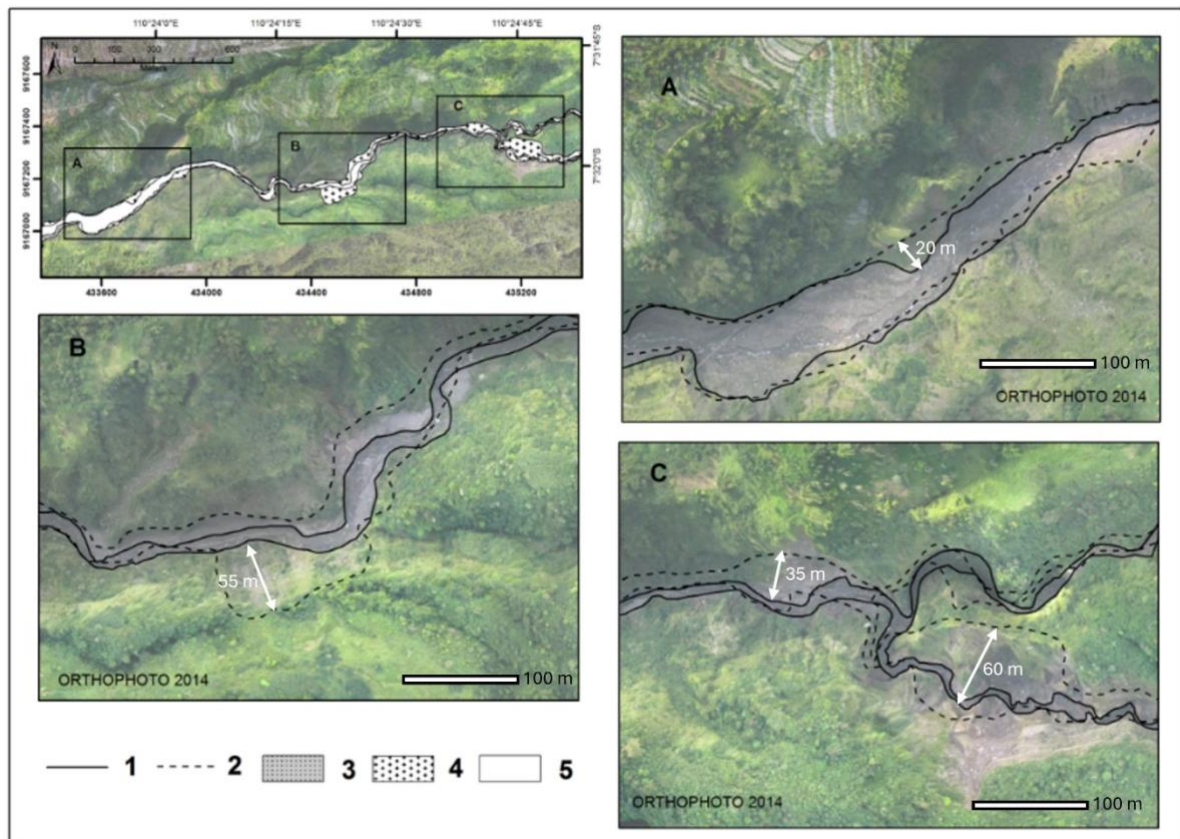 110°24'0"E 110°24'15"E 110°24'30"E 110°24'45"E
N
0 100 300 600
Meters
9167600
9167400
9167200
9167000
7°31'45"S
7°32'0"S
A
B
C
433600 434000 434400 434800 435200
A
20 m
100 m
ORTHOPHOTO 2014
B
55 m
100 m
ORTHOPHOTO 2014
C
35 m
60 m
100 m
ORTHOPHOTO 2014
1 2 3 4 5